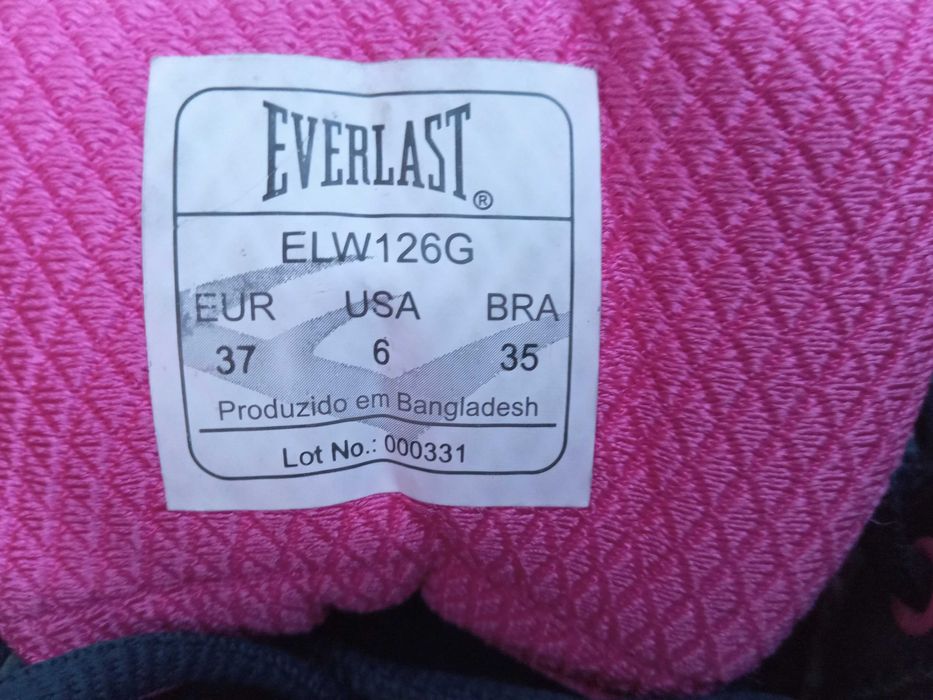 EVERLAST®
ELW126G
EUR USA BRA
37 6 35
Produzido em Bangladesh
Lot No.: 000331